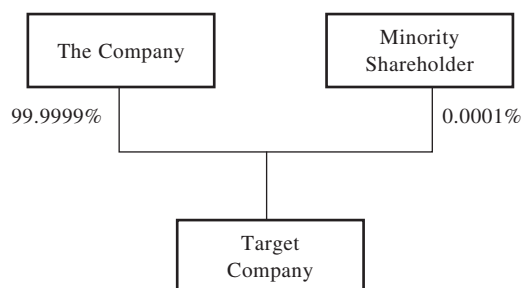 The Company
Minority
Shareholder
99.9999%
0.0001%
Target
Company